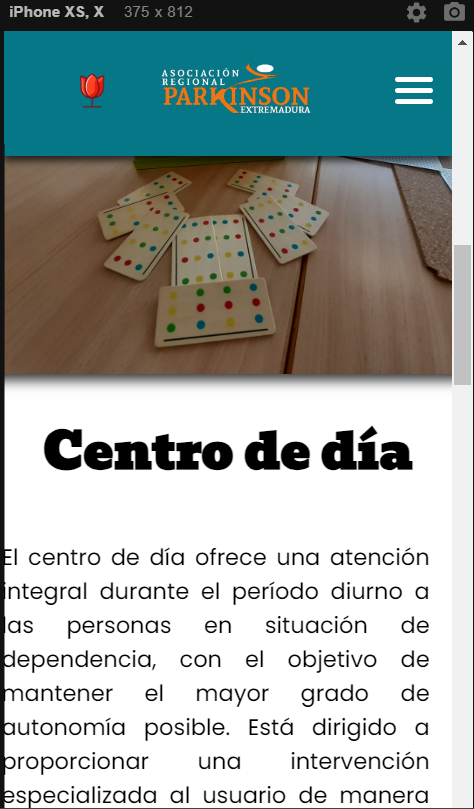 iPhone XS, X 375 x 812
ASOCIACIÓN
REGIONAL
PARKINSON
EXTREMADURA
Centro de día
El centro de día ofrece una atención
integral durante el período diurno a
las personas en situación de
dependencia, con el objetivo de
mantener el mayor grado de
autonomía posible. Está dirigido a
proporcionar una intervención
especializada al usuario de manera